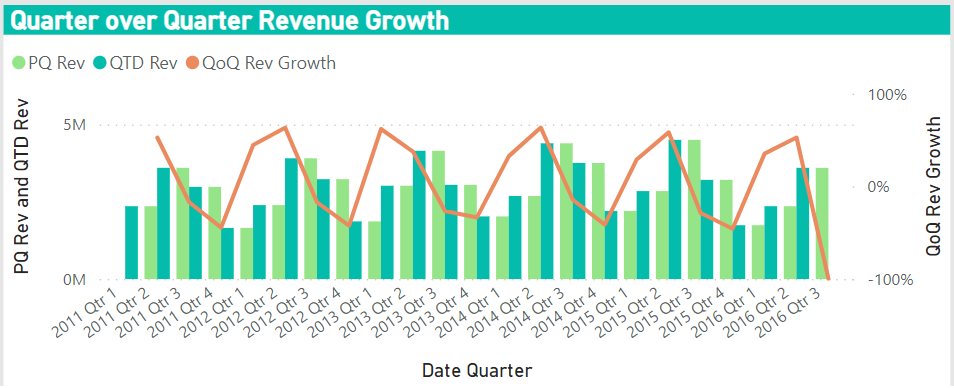 Quarter over Quarter Revenue Growth
PQ Rev QTD Rev QoQ Rev Growth
PQ Rev and QTD Rev
5M
0M
100%
0%
-100%
QoQ Rev Growth
2011 Qtr 1
2011 Qtr 2
2011 Qtr 3
2011 Qtr 4
2012 Qtr 1
2012 Qtr 2
2012 Qtr 3
2012 Qtr 4
2013 Qtr 1
2013 Qtr 2
2013 Qtr 3
2013 Qtr 4
2014 Qtr 1
2014 Qtr 2
2014 Qtr 3
2014 Qtr 4
2015 Qtr 1
2015 Qtr 2
2015 Qtr 3
2015 Qtr 4
2016 Qtr 1
2016 Qtr 2
2016 Qtr 3
Date Quarter